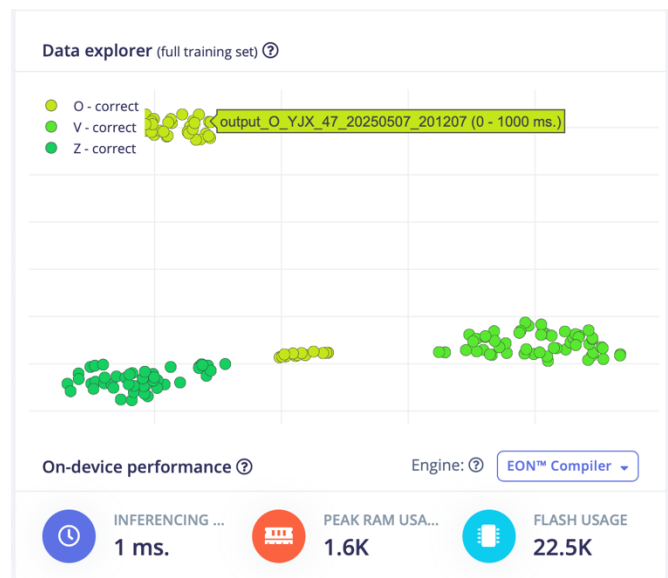 Data explorer (full training set) ?
O - correct
output_O_YJX_47_20250507_201207 (0 - 1000 ms.)
V - correct
Z - correct
On-device performance ?
Engine: ?
EON™ Compiler
INFERENCING ...
1 ms.
PEAK RAM USA...
1.6K
FLASH USAGE
22.5K